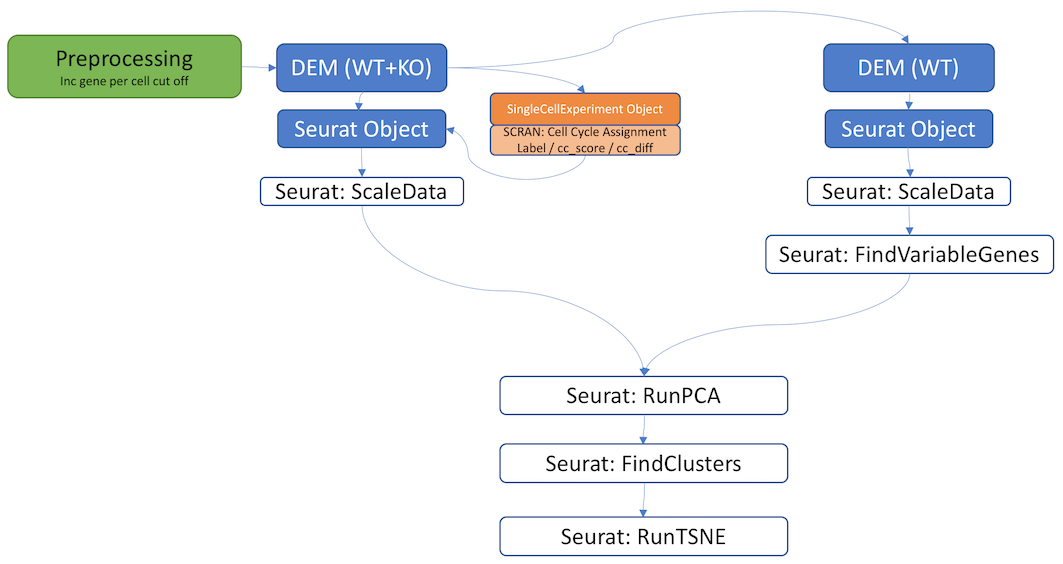 Preprocessing
Inc gene per cell cut off
DEM (WT+KO)
DEM (WT)
SingleCellExperiment Object
SCRAN: Cell Cycle Assignment
Label / cc_score / cc_diff
Seurat Object
Seurat Object
Seurat: ScaleData
Seurat: ScaleData
Seurat: FindVariableGenes
Seurat: RunPCA
Seurat: FindClusters
Seurat: RunTSNE